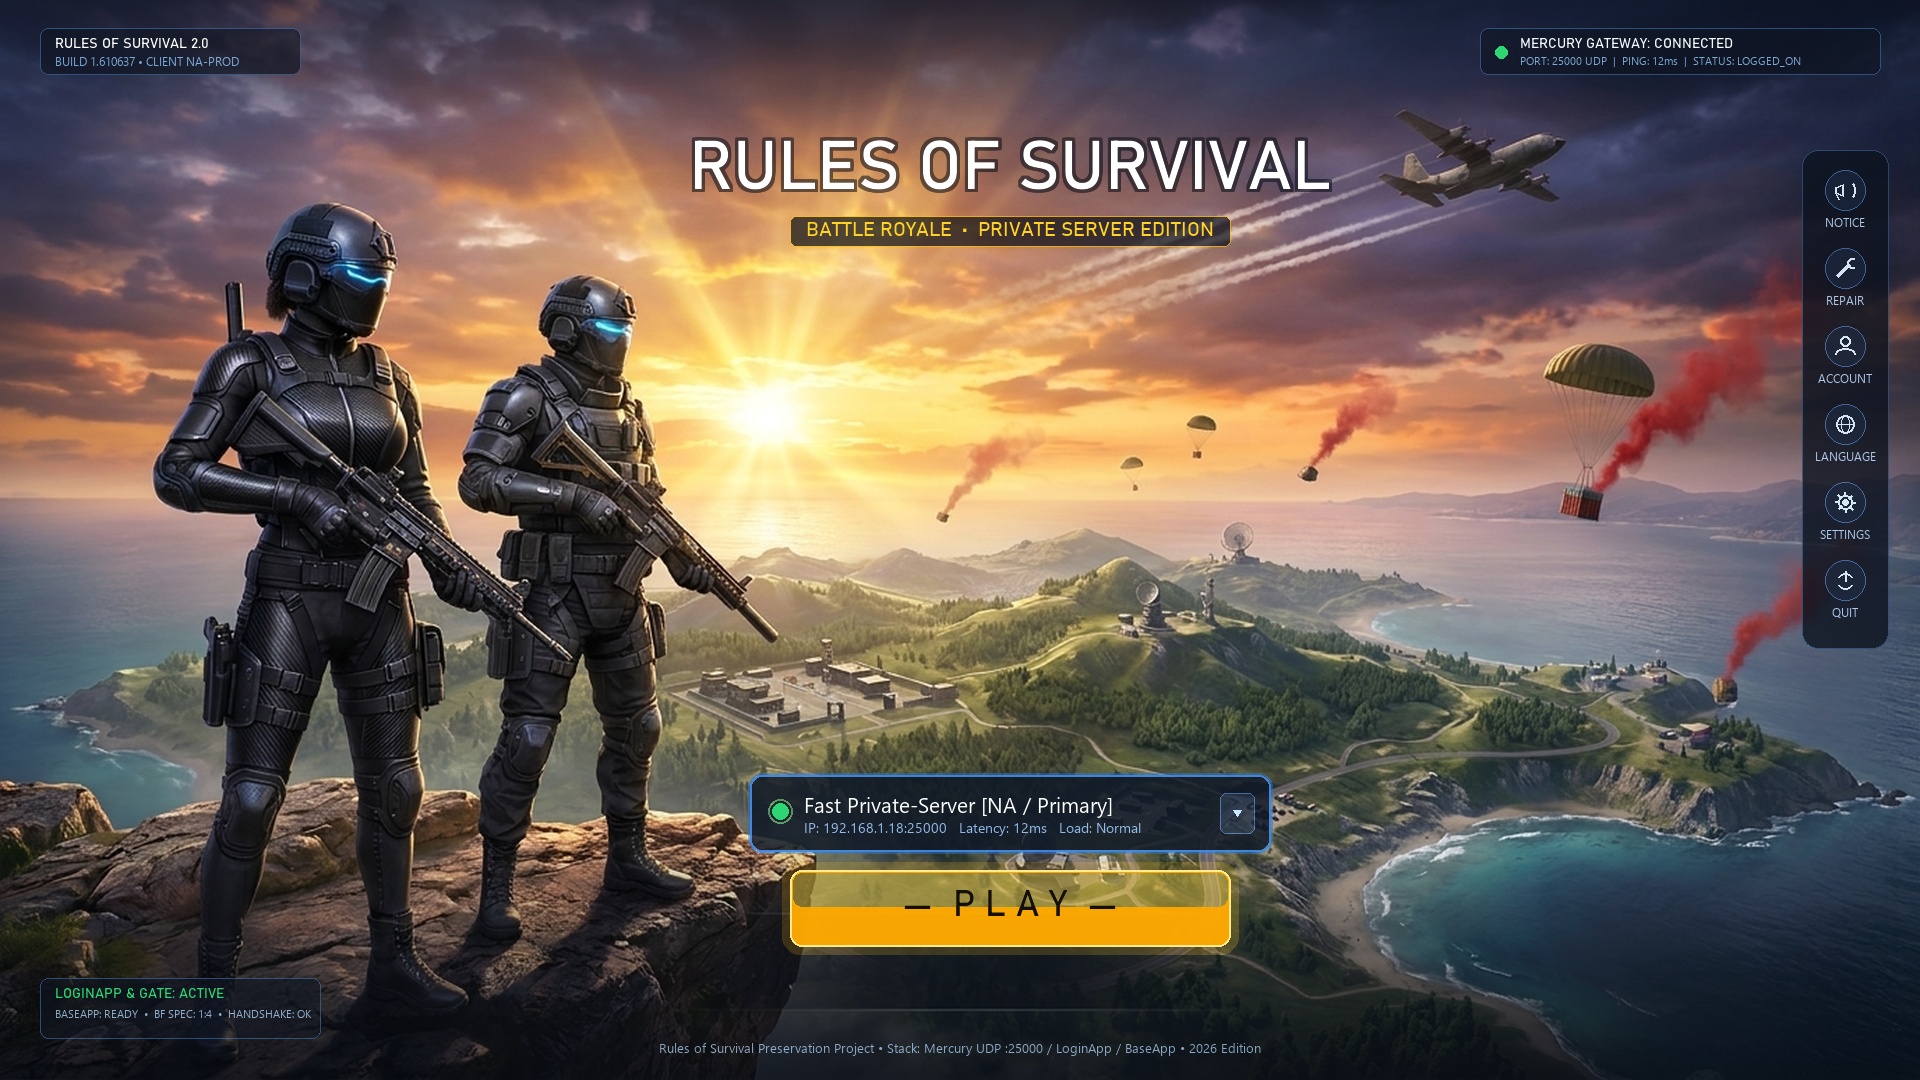 RULES OF SURVIVAL 2.0
BUILD 1.610637 • CLIENT NA-PROD
MERCURY GATEWAY: CONNECTED
PORT: 25000 UDP | PING: 12ms | STATUS: LOGGED_ON
RULES OF SURVIVAL
BATTLE ROYALE · PRIVATE SERVER EDITION
NOTICE
REPAIR
ACCOUNT
LANGUAGE
SETTINGS
QUIT
Fast Private-Server [NA / Primary]
IP: 192.168.1.18:25000 Latency: 12ms Load: Normal
— PLAY —
LOGINAPP & GATE: ACTIVE
BASEAPP: READY • BF SPEC: 1:4 • HANDSHAKE: OK
Rules of Survival Preservation Project • Stack: Mercury UDP :25000 / LoginApp / BaseApp • 2026 Edition